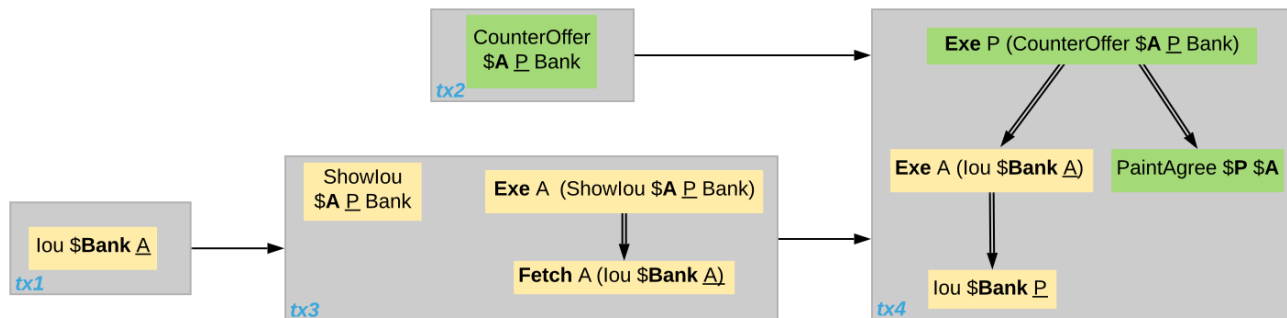 CounterOffer
$A P Bank
tx2
Exe P (CounterOffer $A P Bank)
Exe A (Iou $Bank A)
PaintAgree $P $A
Iou $Bank P
tx4
ShowIou
$A P Bank
Exe A (ShowIou $A P Bank)
Fetch A (Iou $Bank A)
tx3
Iou $Bank A
tx1